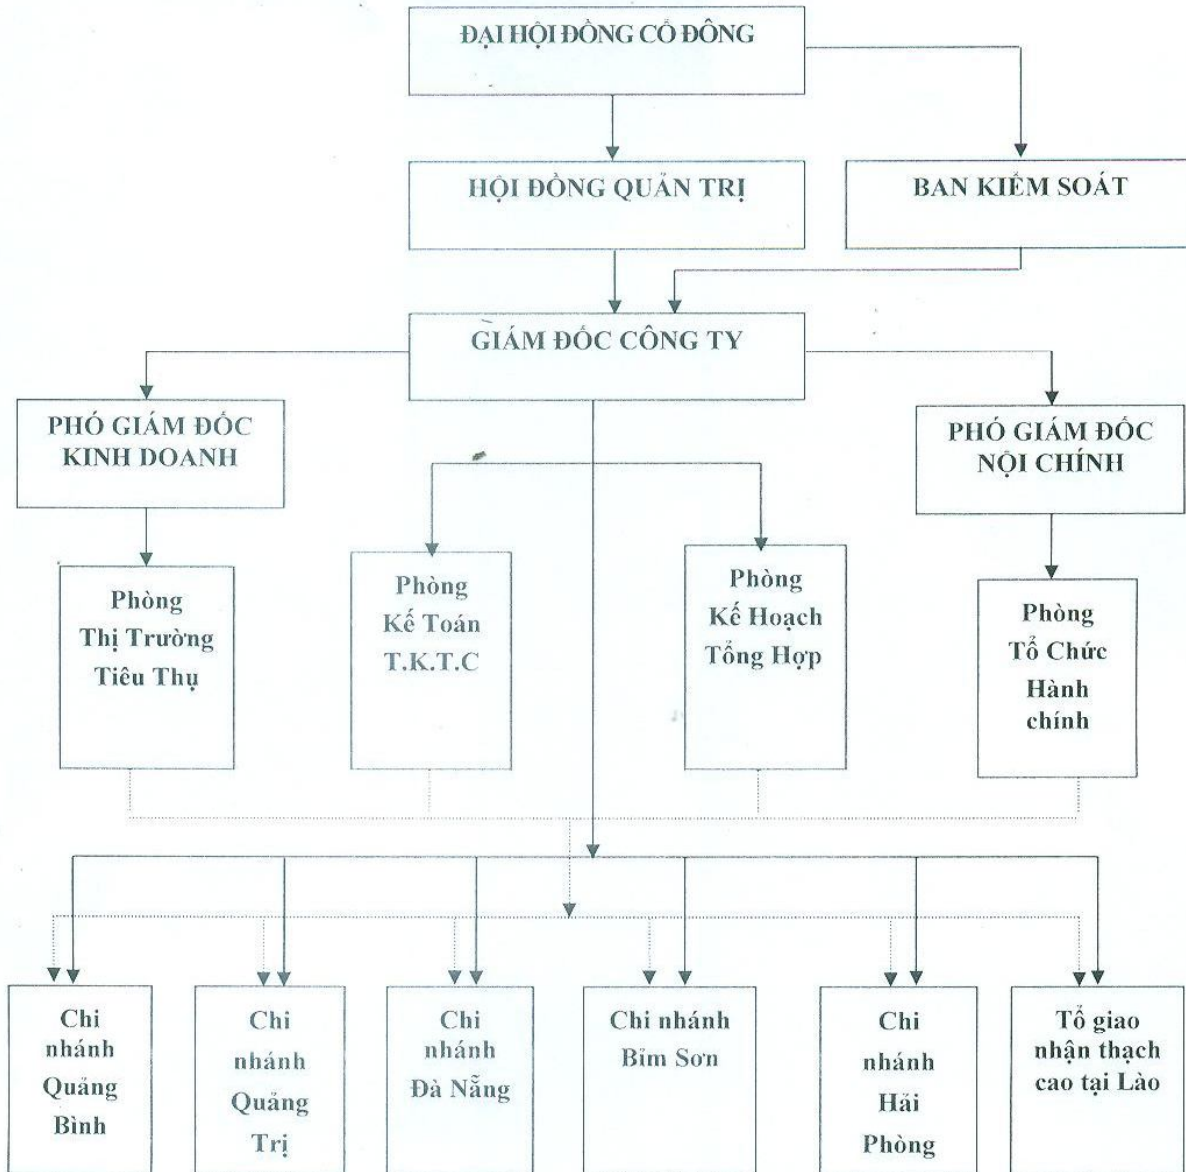 ĐẠI HỘI ĐỒNG CỔ ĐÔNG
HỘI ĐỒNG QUẢN TRỊ
BAN KIỂM SOÁT
GIÁM ĐỐC CÔNG TY
PHÓ GIÁM ĐỐC
KINH DOANH
PHÓ GIÁM ĐỐC
NỘI CHÍNH
Phòng
Thị Trường
Tiêu Thụ
Phòng
Kế Toán
T.K.T.C
Phòng
Kế Hoạch
Tổng Hợp
Phòng
Tổ Chức
Hành
chính
Chi
nhánh
Quảng
Bình
Chi
nhánh
Quảng
Trị
Chi
nhánh
Đà Nẵng
Chi nhánh
Bỉm Sơn
Chi
nhánh
Hải
Phòng
Tổ giao
nhận thạch
cao tại Lào